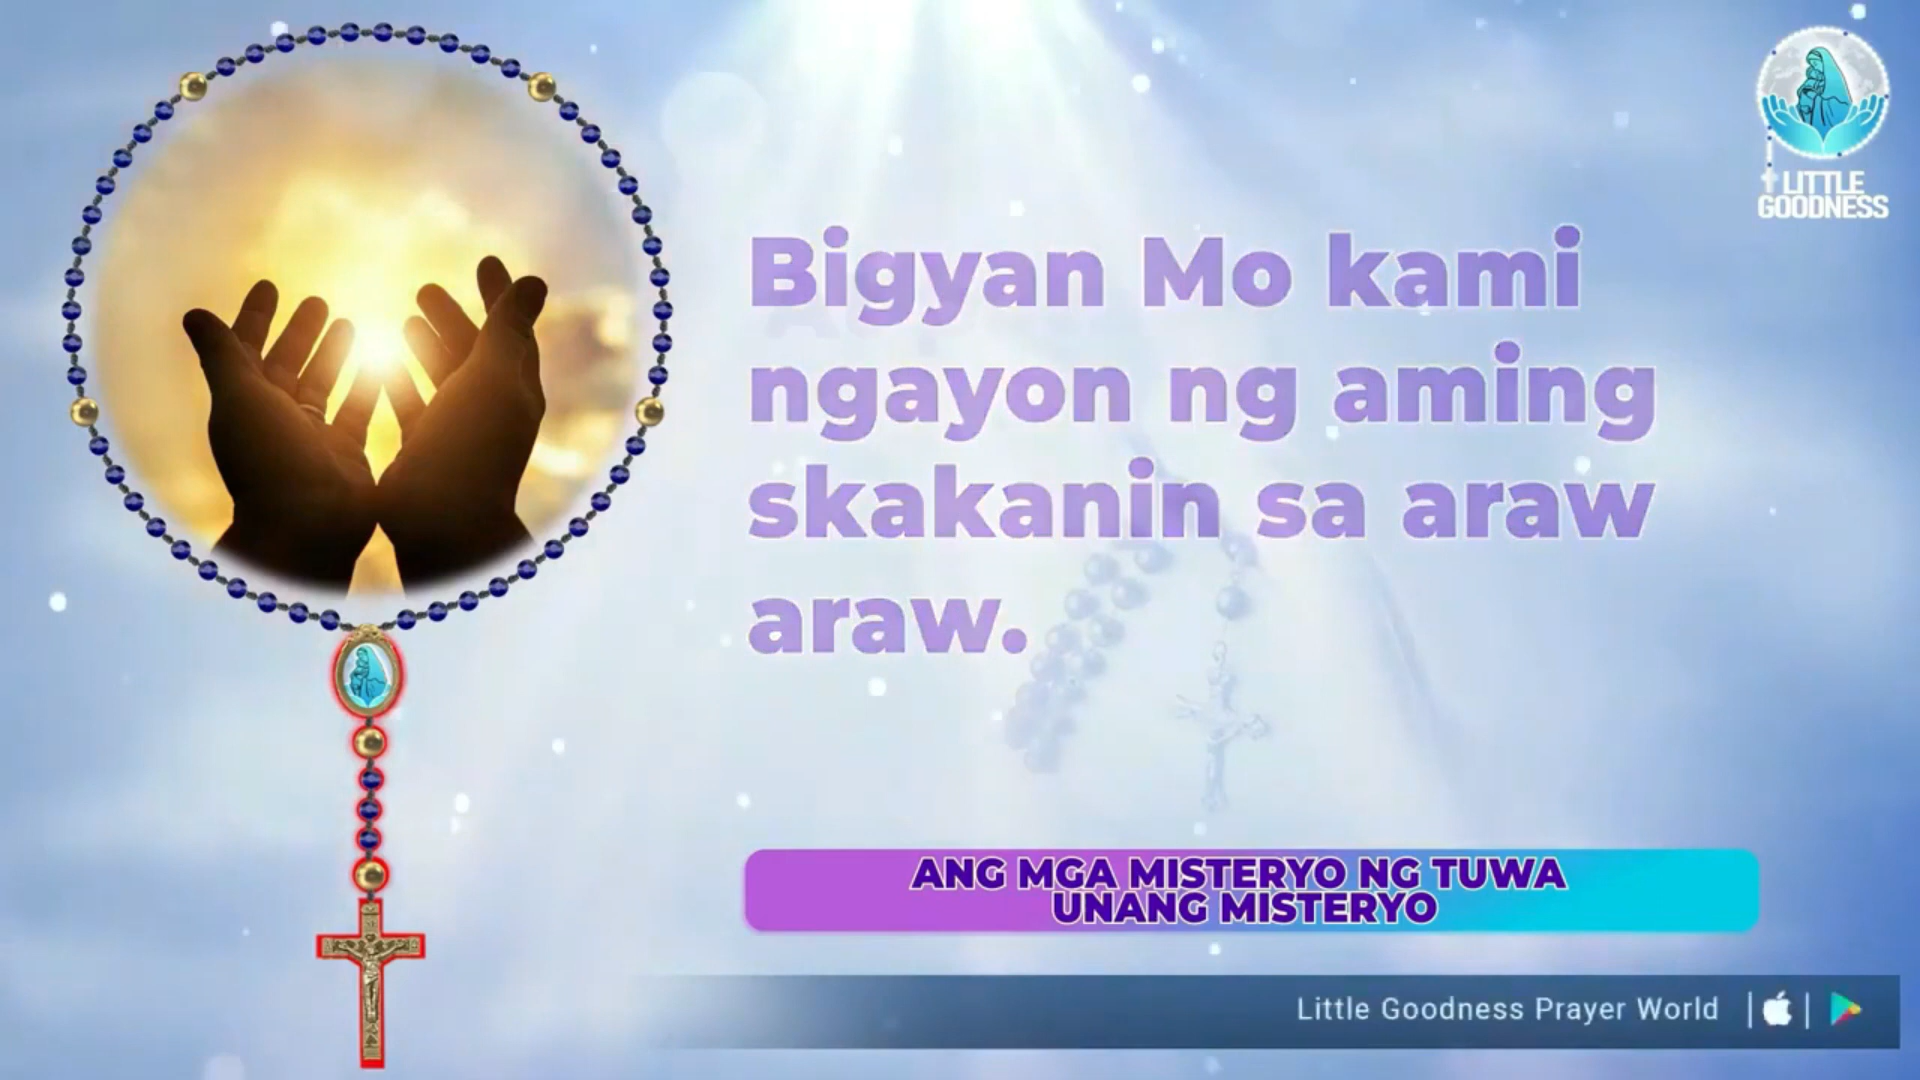 LITTLE
GOODNESS
Bigyan Mo kami
ngayon ng aming
skakanin sa araw
araw.
ANG MGA MISTERYO NG TUWA
UNANG MISTERYO
Little Goodness Prayer World